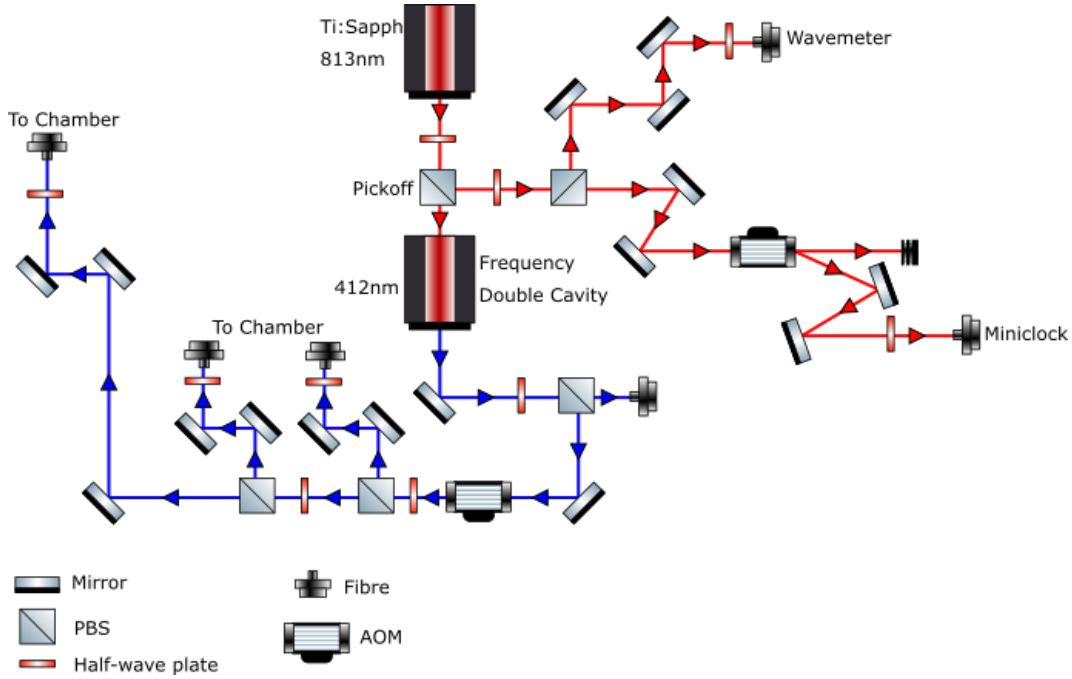 Ti:Sapph
813nm
Wavemeter
To Chamber
Pickoff
Frequency
412nm
Double Cavity
To Chamber
Miniclock
Mirror
Fibre
PBS
AOM
Half-wave plate